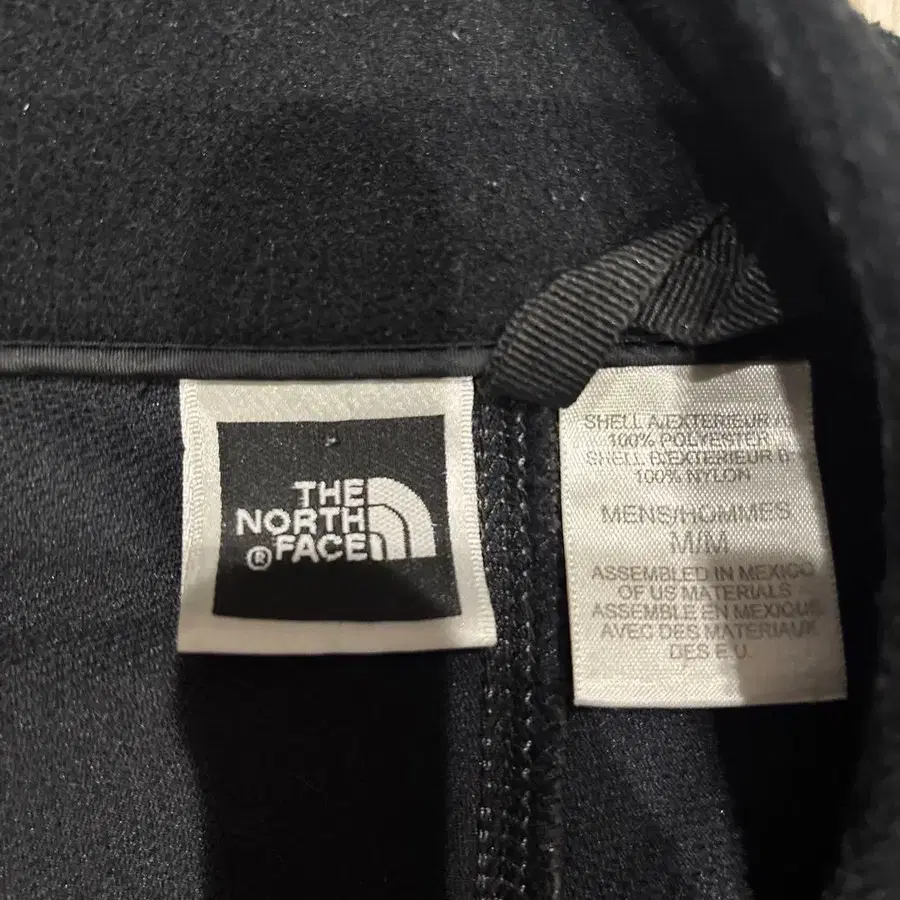 THE
NORTH
FACE
®
SHELL A/EXTERIEUR A
100% POLYESTER
SHELL B/EXTERIEUR B
100% NYLON
MENS/HOMMES
M/M
ASSEMBLED IN MEXICO
OF US MATERIALS
ASSEMBLE EN MEXIQUE
AVEC DES MATERIAUX
DES E.U.